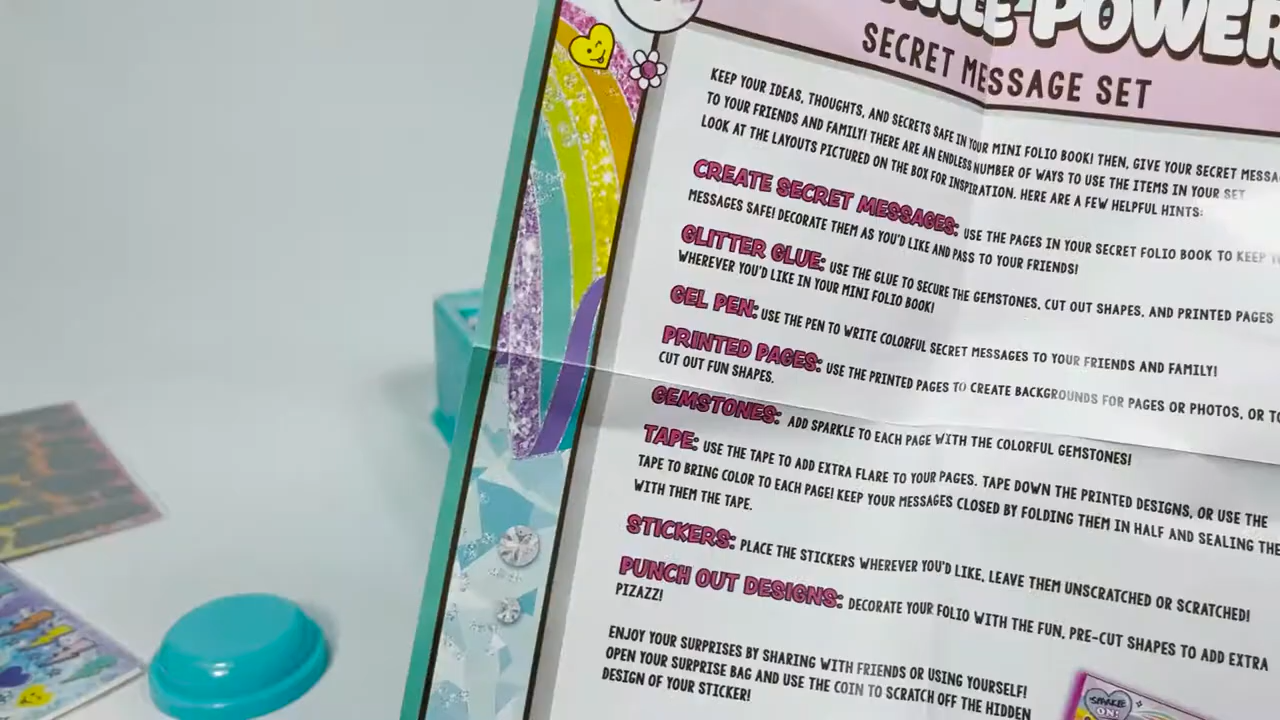 POWER
SECRET MESSAGE SET
KEEP YOUR IDEAS, THOUGHTS, AND SECRETS SAFE IN YOUR MINI FOLIO BOOK! THEN, GIVE YOUR SECRET
TO YOUR FRIENDS AND FAMILY! THERE ARE AN ENDLESS NUMBER OF WAYS TO USE THE ITEMS IN YOUR SET
LOOK AT THE LAYOUTS PICTURED ON THE BOX FOR INSPIRATION. HERE ARE A FEW HELPFUL HINTS:
CREATE SECRET MESSAGES: USE THE PAGES IN YOUR SECRET FOLIO BOOK TO KEEP
MESSAGES SAFE! DECORATE THEM AS YOU'D LIKE AND PASS TO YOUR FRIENDS!
GLITTER GLUE: USE THE GLUE TO SECURE THE GEMSTONES, CUT OUT SHAPES, AND PRINTED PAGES
WHEREVER YOU'D LIKE IN YOUR MINI FOLIO BOOK!
GEL PEN: USE THE PEN TO WRITE COLORFUL SECRET MESSAGES TO YOUR FRIENDS AND FAMILY!
PRINTED PAGES: USE THE PRINTED PAGES TO CREATE BACKGROUNDS FOR PAGES OR PHOTOS, OR TO
CUT OUT FUN SHAPES.
GEMSTONES: ADD SPARKLE TO EACH PAGE WITH THE COLORFUL GEMSTONES!
TAPE: USE THE TAPE TO ADD EXTRA FLARE TO YOUR PAGES. TAPE DOWN THE PRINTED DESIGNS, OR USE THE
TAPE TO BRING COLOR TO EACH PAGE! KEEP YOUR MESSAGES CLOSED BY FOLDING THEM IN HALF AND SEALING THE
WITH THEM THE TAPE.
STICKERS: PLACE THE STICKERS WHEREVER YOU'D LIKE, LEAVE THEM UNSCRATCHED OR SCRATCHED!
PUNCH OUT DESIGNS: DECORATE YOUR FOLIO WITH THE FUN, PRE-CUT SHAPES TO ADD EXTRA
PIZAZZ!
ENJOY YOUR SURPRISES BY SHARING WITH FRIENDS OR USING YOURSELF!
OPEN YOUR SURPRISE BAG AND USE THE COIN TO SCRATCH OFF THE HIDDEN
DESIGN OF YOUR STICKER!
SPARKLE
ON!